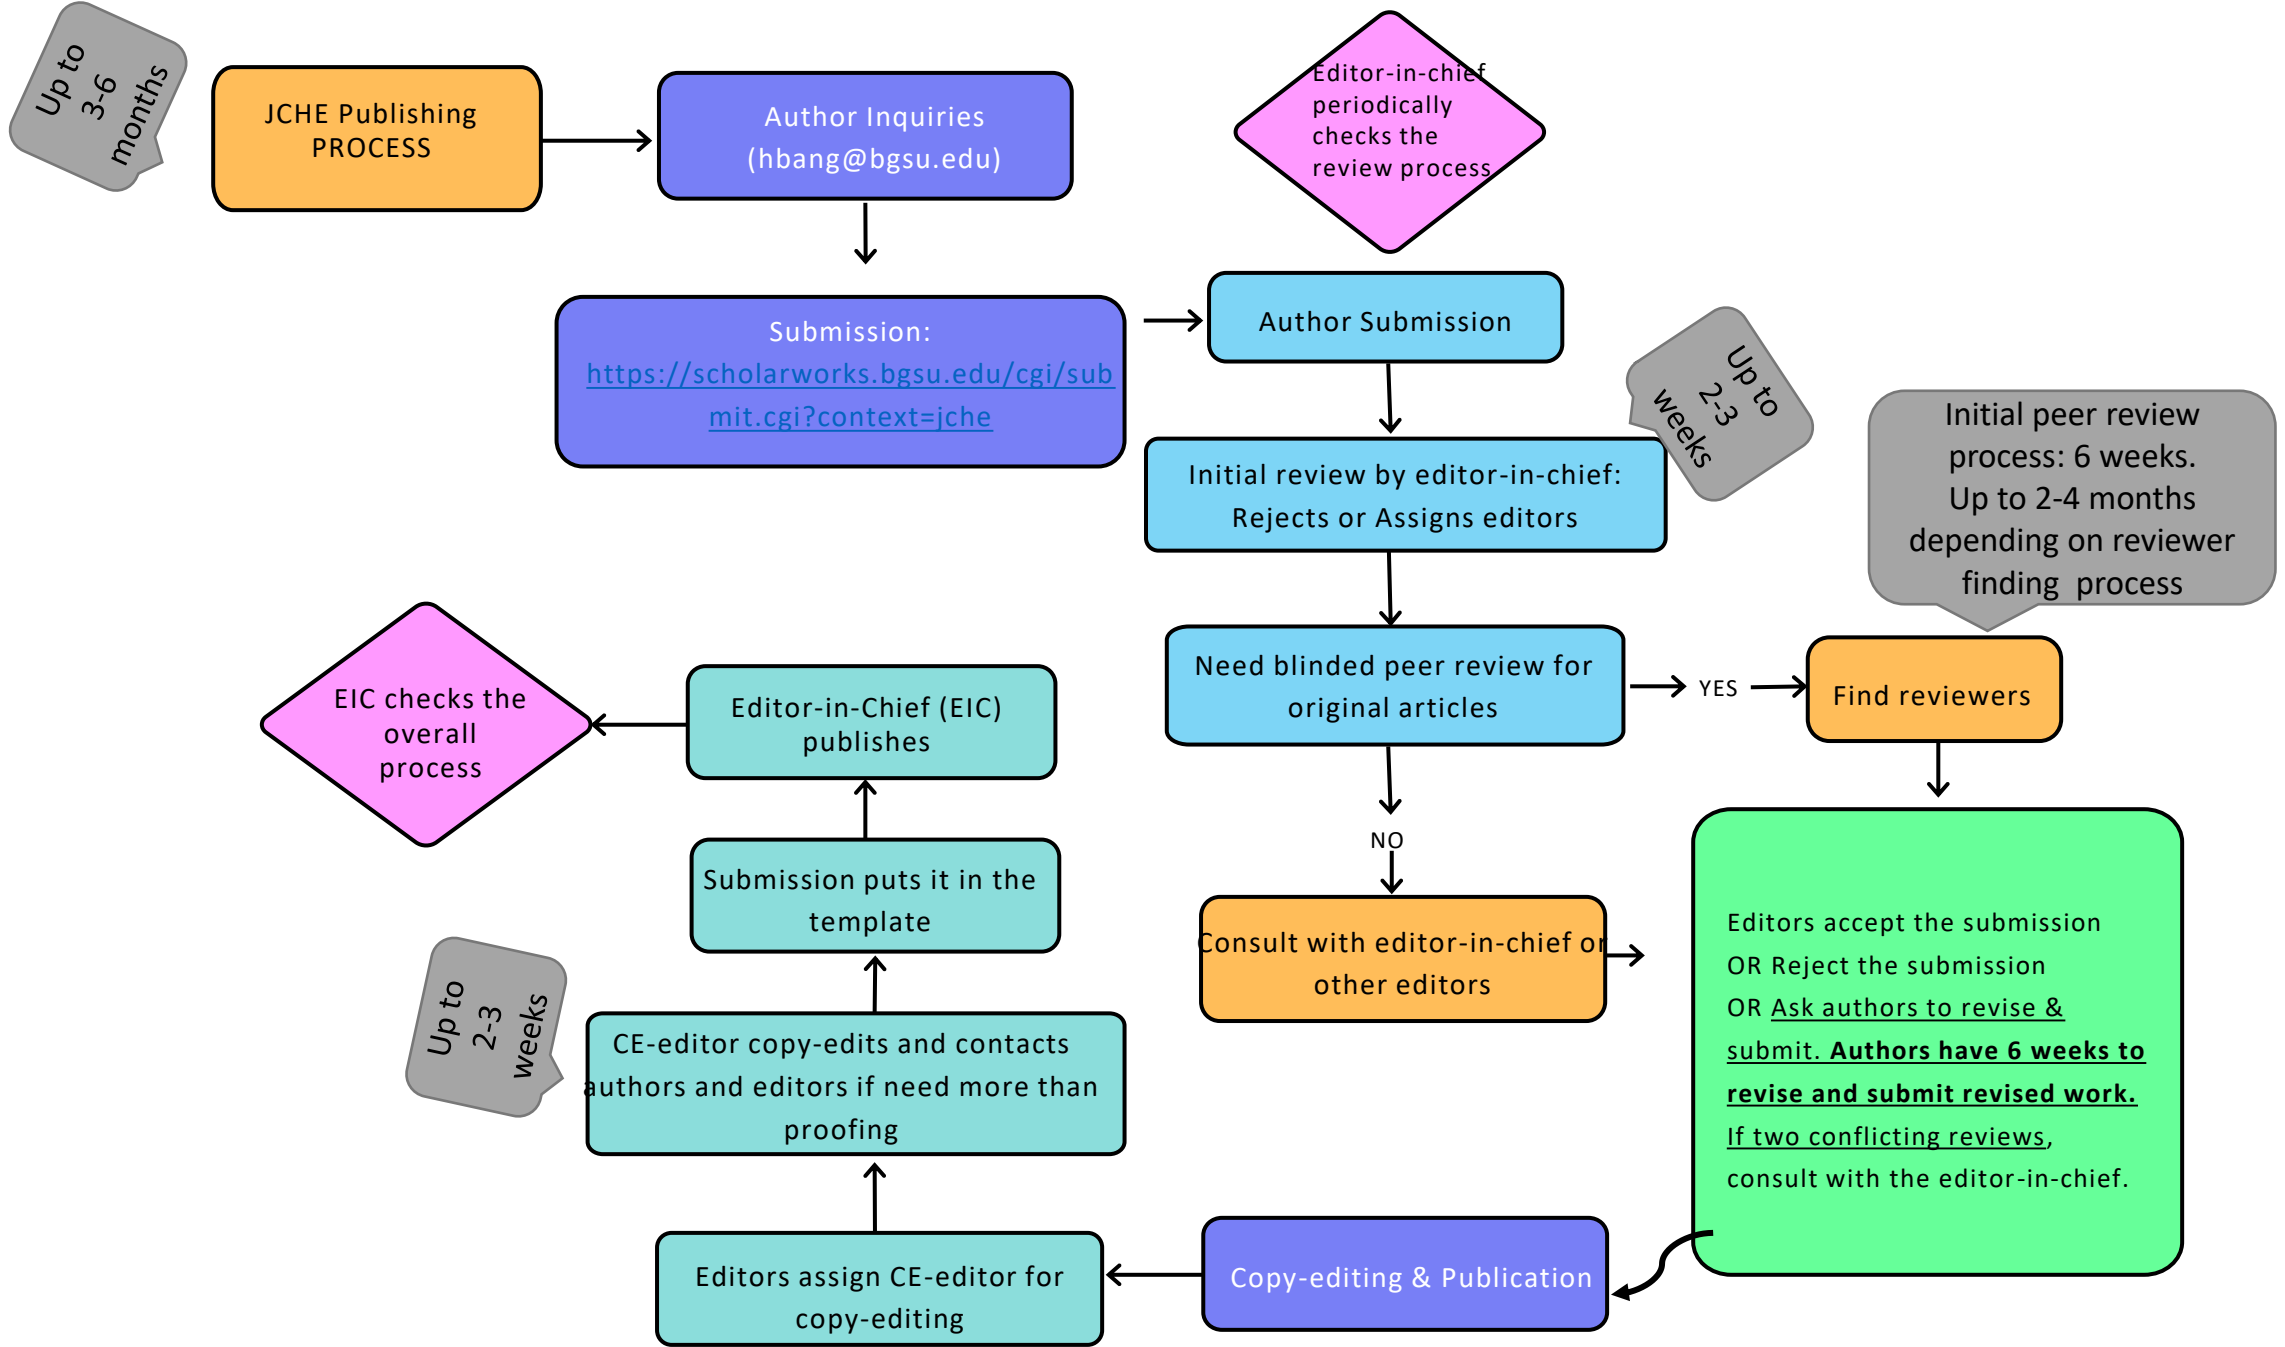 Up to
3-6
months
JCHE Publishing
PROCESS
Author Inquiries
(hbang@bgsu.edu)
Editor-in-chief
periodically
checks the
review process
Submission:
https://scholarworks.bgsu.edu/cgi/sub
mit.cgi?context=jche
Author Submission
Up to
2-3
weeks
Initial review by editor-in-chief:
Rejects or Assigns editors
Initial peer review
process: 6 weeks.
Up to 2-4 months
depending on reviewer
finding process
Need blinded peer review for
original articles
YES
Find reviewers
NO
Consult with editor-in-chief or
other editors
Editors accept the submission
OR Reject the submission
OR Ask authors to revise &
submit. Authors have 6 weeks to
revise and submit revised work.
If two conflicting reviews,
consult with the editor-in-chief.
Copy-editing & Publication
Editors assign CE-editor for
copy-editing
CE-editor copy-edits and contacts
authors and editors if need more than
proofing
Up to
2-3
weeks
Submission puts it in the
template
Editor-in-Chief (EIC)
publishes
EIC checks the
overall
process